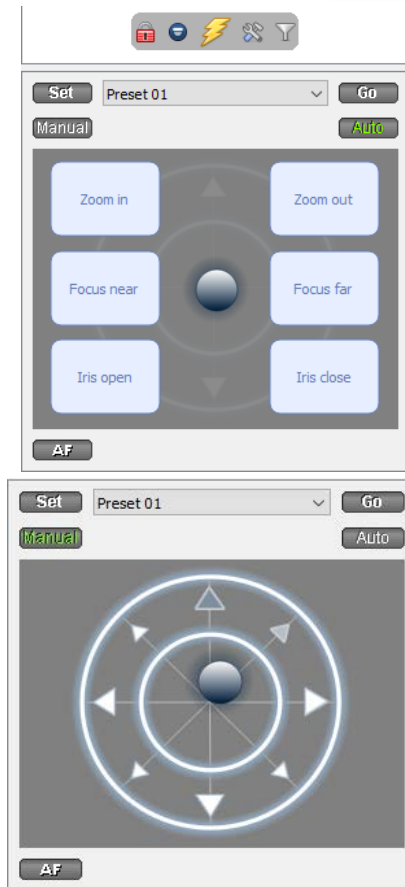 Set Preset 01 Go
Manual Auto
Zoom in Zoom out
Focus near Focus far
Iris open Iris close
AF
Set Preset 01 Go
Manual Auto
AF